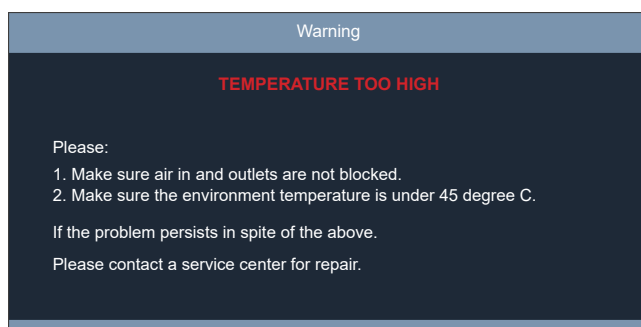 Warning
TEMPERATURE TOO HIGH
Please:
1. Make sure air in and outlets are not blocked.
2. Make sure the environment temperature is under 45 degree C.
If the problem persists in spite of the above.
Please contact a service center for repair.